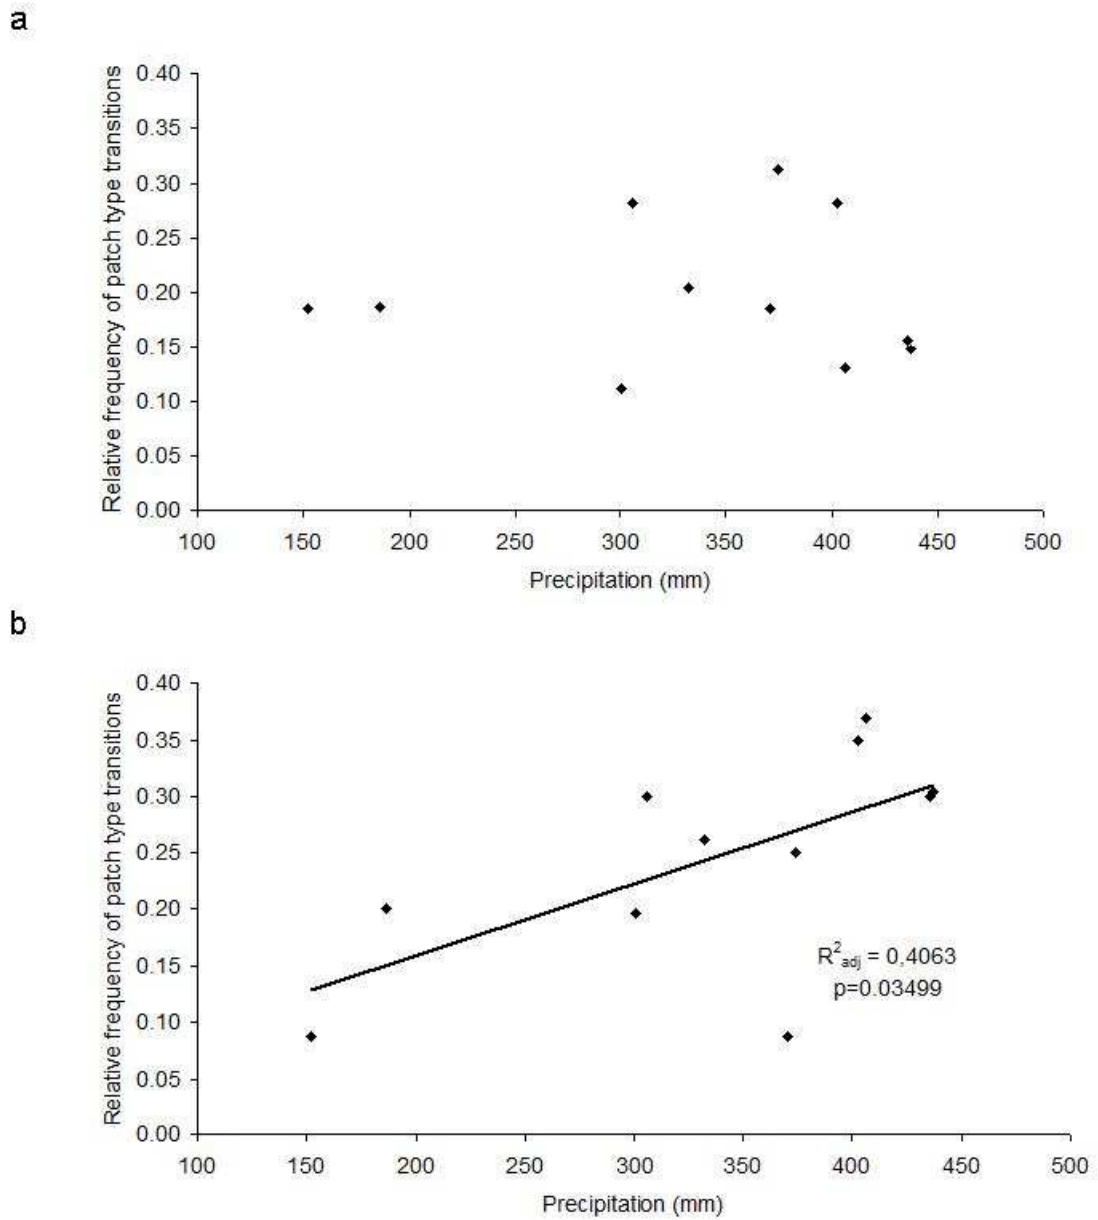 a
Relative frequency of patch type transitions
0.40
0.35
0.30
0.25
0.20
0.15
0.10
0.05
0.00
100 150 200 250 300 350 400 450 500
Precipitation (mm)
b
Relative frequency of patch type transitions
0.40
0.35
0.30
0.25
0.20
0.15
0.10
0.05
0.00
R²adj = 0,4063
p=0.03499
100 150 200 250 300 350 400 450 500
Precipitation (mm)